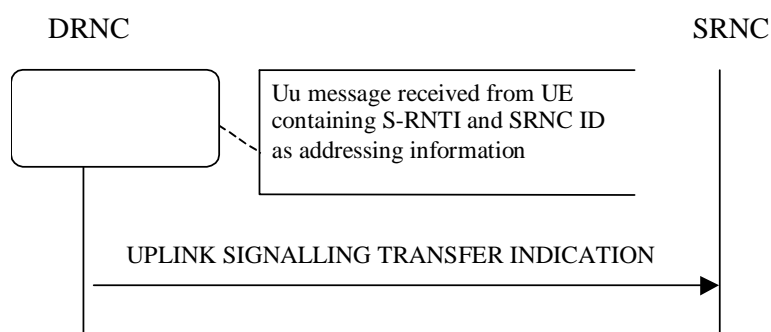 DRNC
SRNC
Uu message received from UE
containing S-RNTI and SRNC ID
as addressing information
UPLINK SIGNALLING TRANSFER INDICATION